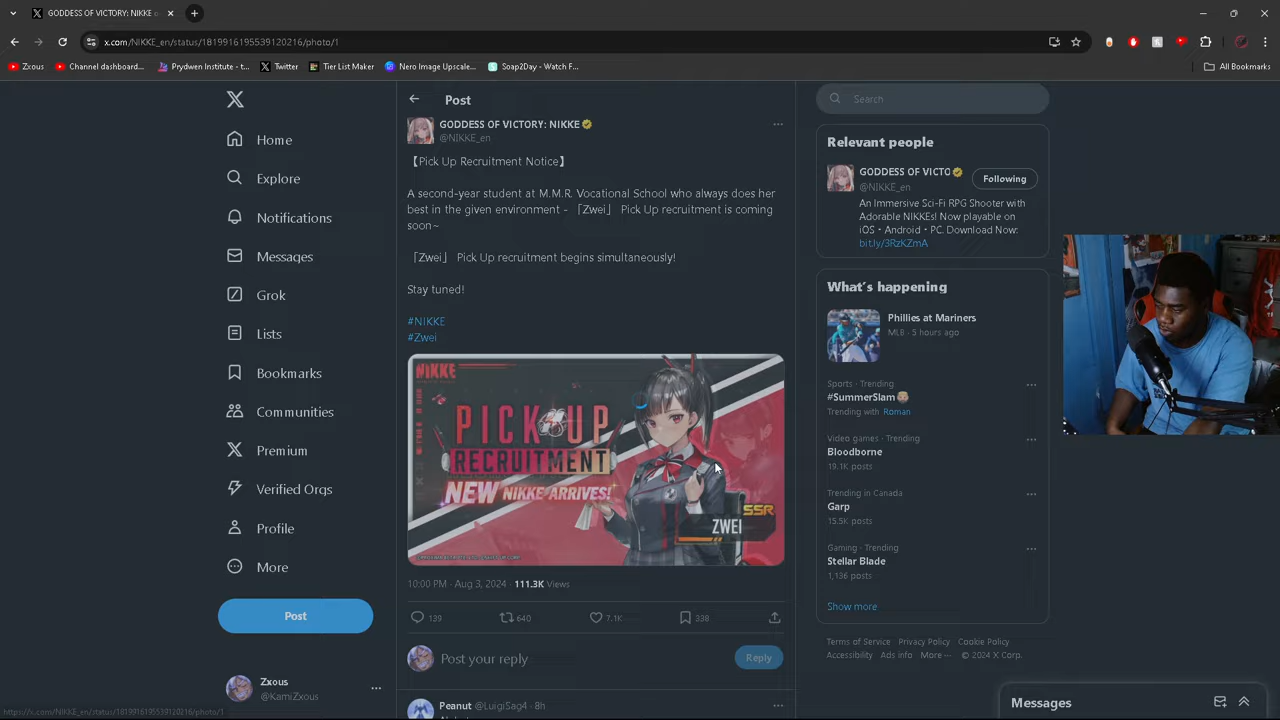 GODDESS OF VICTORY: NIKKE
x.com/NIKKE_en/status/1819916195539120216/photo/1
Zxous
Channel dashboard...
Prydwen Institute - t...
Twitter
Tier List Maker
Nero Image Upscale...
Soap2Day - Watch F...
All Bookmarks
Home
Explore
Notifications
Messages
Grok
Lists
Bookmarks
Communities
Premium
Verified Orgs
Profile
More
Post
Zxous
@KamiZxous
Post
GODDESS OF VICTORY: NIKKE
@NIKKE_en
【Pick Up Recruitment Notice】
A second-year student at M.M.R. Vocational School who always does her
best in the given environment - 「Zwei」 Pick Up recruitment is coming
soon~
「Zwei」 Pick Up recruitment begins simultaneously!
Stay tuned!
#NIKKE
#Zwei
NIKKE
PICK UP
RECRUITMENT
NEW NIKKE ARRIVES!
SSR
ZWEI
10:00 PM · Aug 3, 2024 · 111.3K Views
139 640 7.1K 338
Post your reply
Reply
Peanut @LuigiSag4 · 8h
Search
Relevant people
GODDESS OF VICTO
@NIKKE_en
Following
An Immersive Sci-Fi RPG Shooter with
Adorable NIKKEs! Now playable on
iOS • Android • PC. Download Now:
bit.ly/3RzKZmA
What's happening
Phillies at Mariners
MLB · 5 hours ago
Sports · Trending
#SummerSlam
Trending with Roman
Video games · Trending
Bloodborne
19.1K posts
Trending in Canada
Garp
15.5K posts
Gaming · Trending
Stellar Blade
1,136 posts
Show more
Terms of Service Privacy Policy Cookie Policy
Accessibility Ads info More ··· © 2024 X Corp.
Messages
https://x.com/NIKKE_en/status/1819916195539120216/photo/1